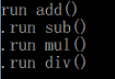 run add()
.run sub()
.run mul()
.run div()